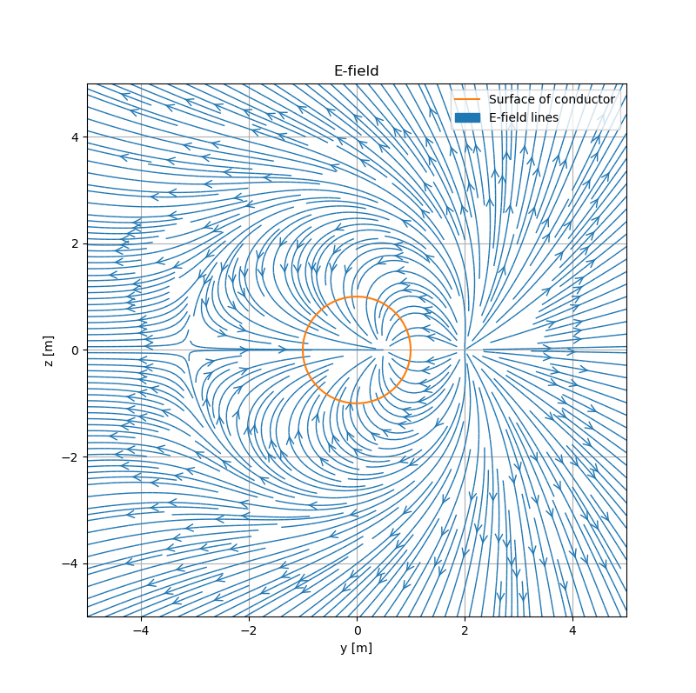 E-field
Surface of conductor
E-field lines
4
2
0
−2
−4
z [m]
−4 −2 0 2 4
y [m]